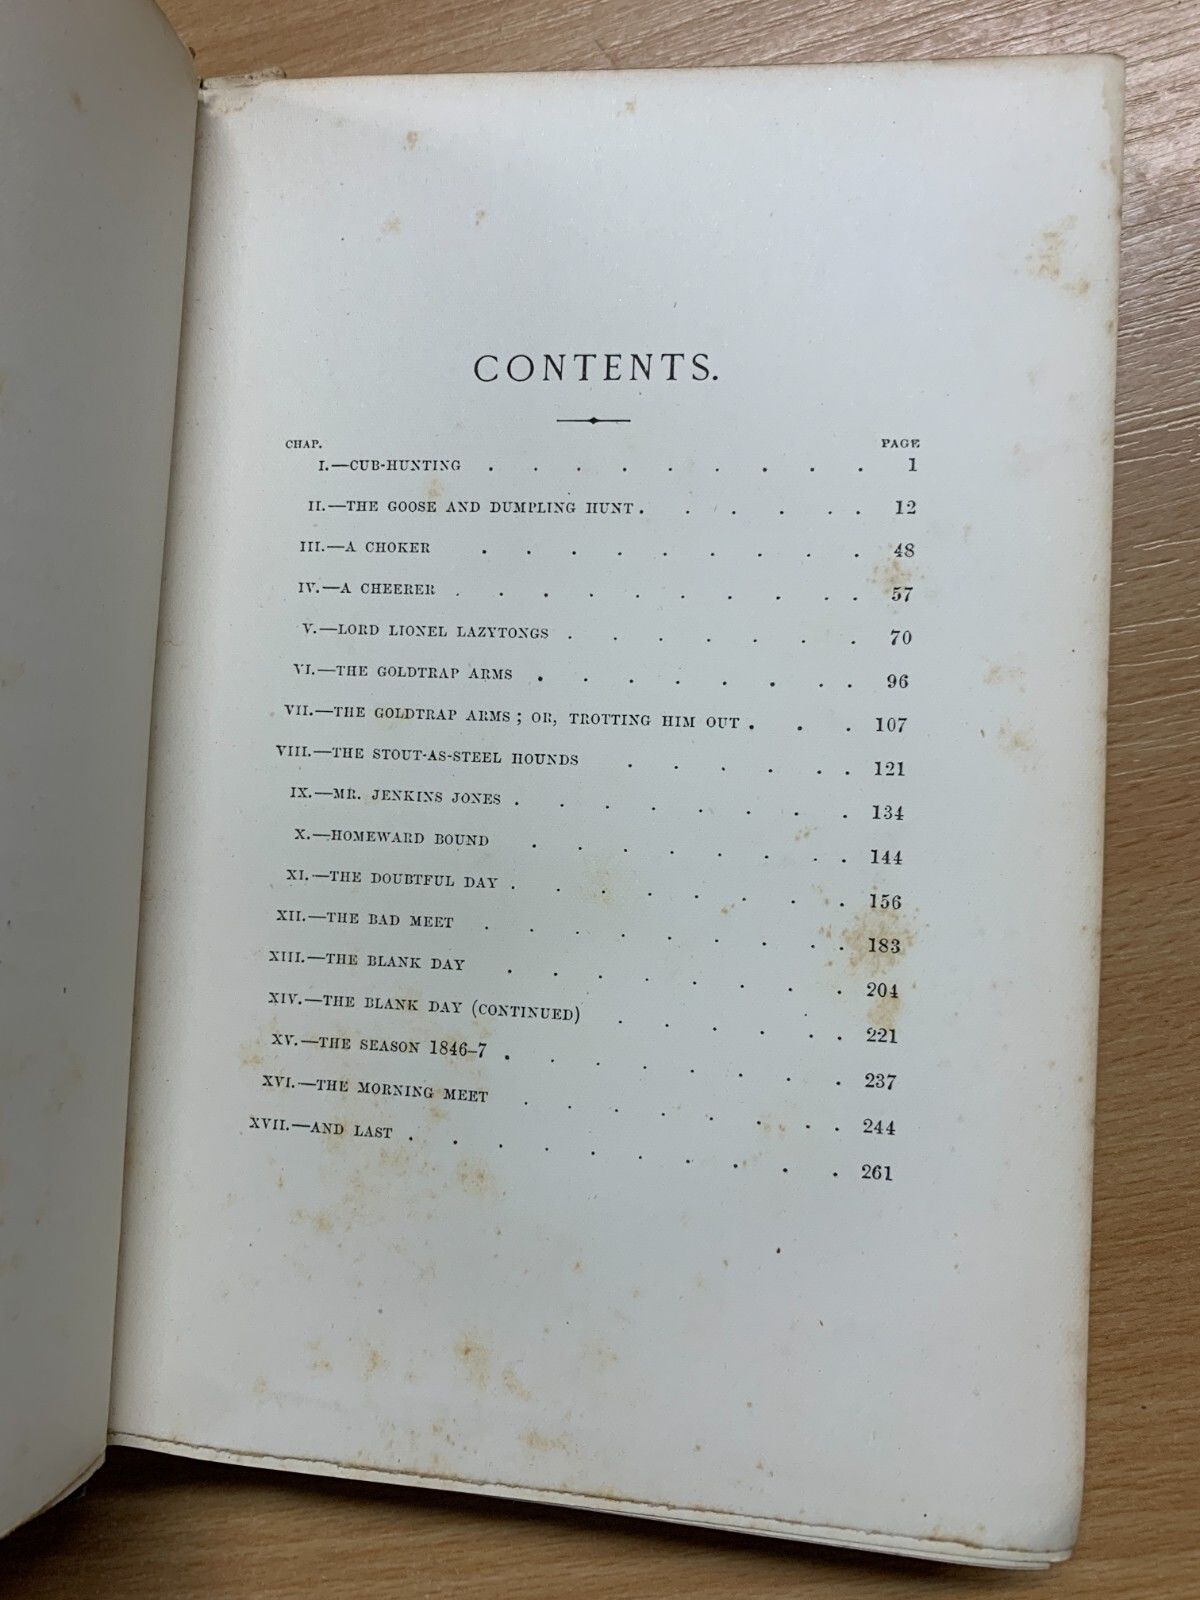 CONTENTS.
CHAP. PAGE
I.—CUB-HUNTING . . . . . . . . . 1
II.—THE GOOSE AND DUMPLING HUNT . . . . . . 12
III.—A CHOKER . . . . . . . . . 48
IV.—A CHEERER . . . . . . . . . . 57
V.—LORD LIONEL LAZYTONGS . . . . . . . 70
VI.—THE GOLDTRAP ARMS . . . . . . . . 96
VII.—THE GOLDTRAP ARMS; OR, TROTTING HIM OUT . . . 107
VIII.—THE STOUT-AS-STEEL HOUNDS . . . . . . 121
IX.—MR. JENKINS JONES . . . . . . . . 134
X.—HOMEWARD BOUND . . . . . . . . 144
XI.—THE DOUBTFUL DAY . . . . . . . . 156
XII.—THE BAD MEET . . . . . . . . . 183
XIII.—THE BLANK DAY . . . . . . . . 204
XIV.—THE BLANK DAY (CONTINUED) . . . . . . 221
XV.—THE SEASON 1846-7 . . . . . . . . 237
XVI.—THE MORNING MEET . . . . . . . . 244
XVII.—AND LAST . . . . . . . . . . 261